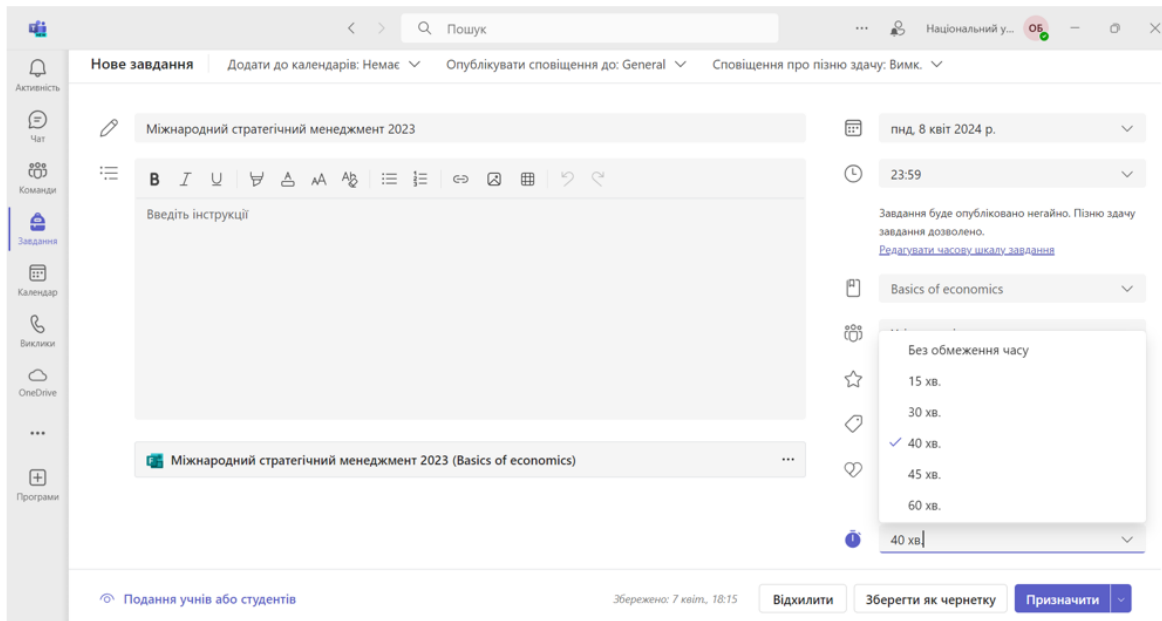 Пошук
Національний у...
ОБ
Активність
Чат
Команди
Завдання
Календар
Виклики
OneDrive
Програми
Нове завдання
Додати до календарів: Немає
Опублікувати сповіщення до: General
Сповіщення про пізню здачу: Вимк.
Міжнародний стратегічний менеджмент 2023
Введіть інструкції
Міжнародний стратегічний менеджмент 2023 (Basics of economics)
пнд, 8 квіт 2024 р.
23:59
Завдання буде опубліковано негайно. Пізню здачу
завдання дозволено.
Редагувати часову шкалу завдання
Basics of economics
Без обмеження часу
15 хв.
30 хв.
40 хв.
45 хв.
60 хв.
40 хв.
Подання учнів або студентів
Збережено: 7 квіт., 18:15
Відхилити
Зберегти як чернетку
Призначити